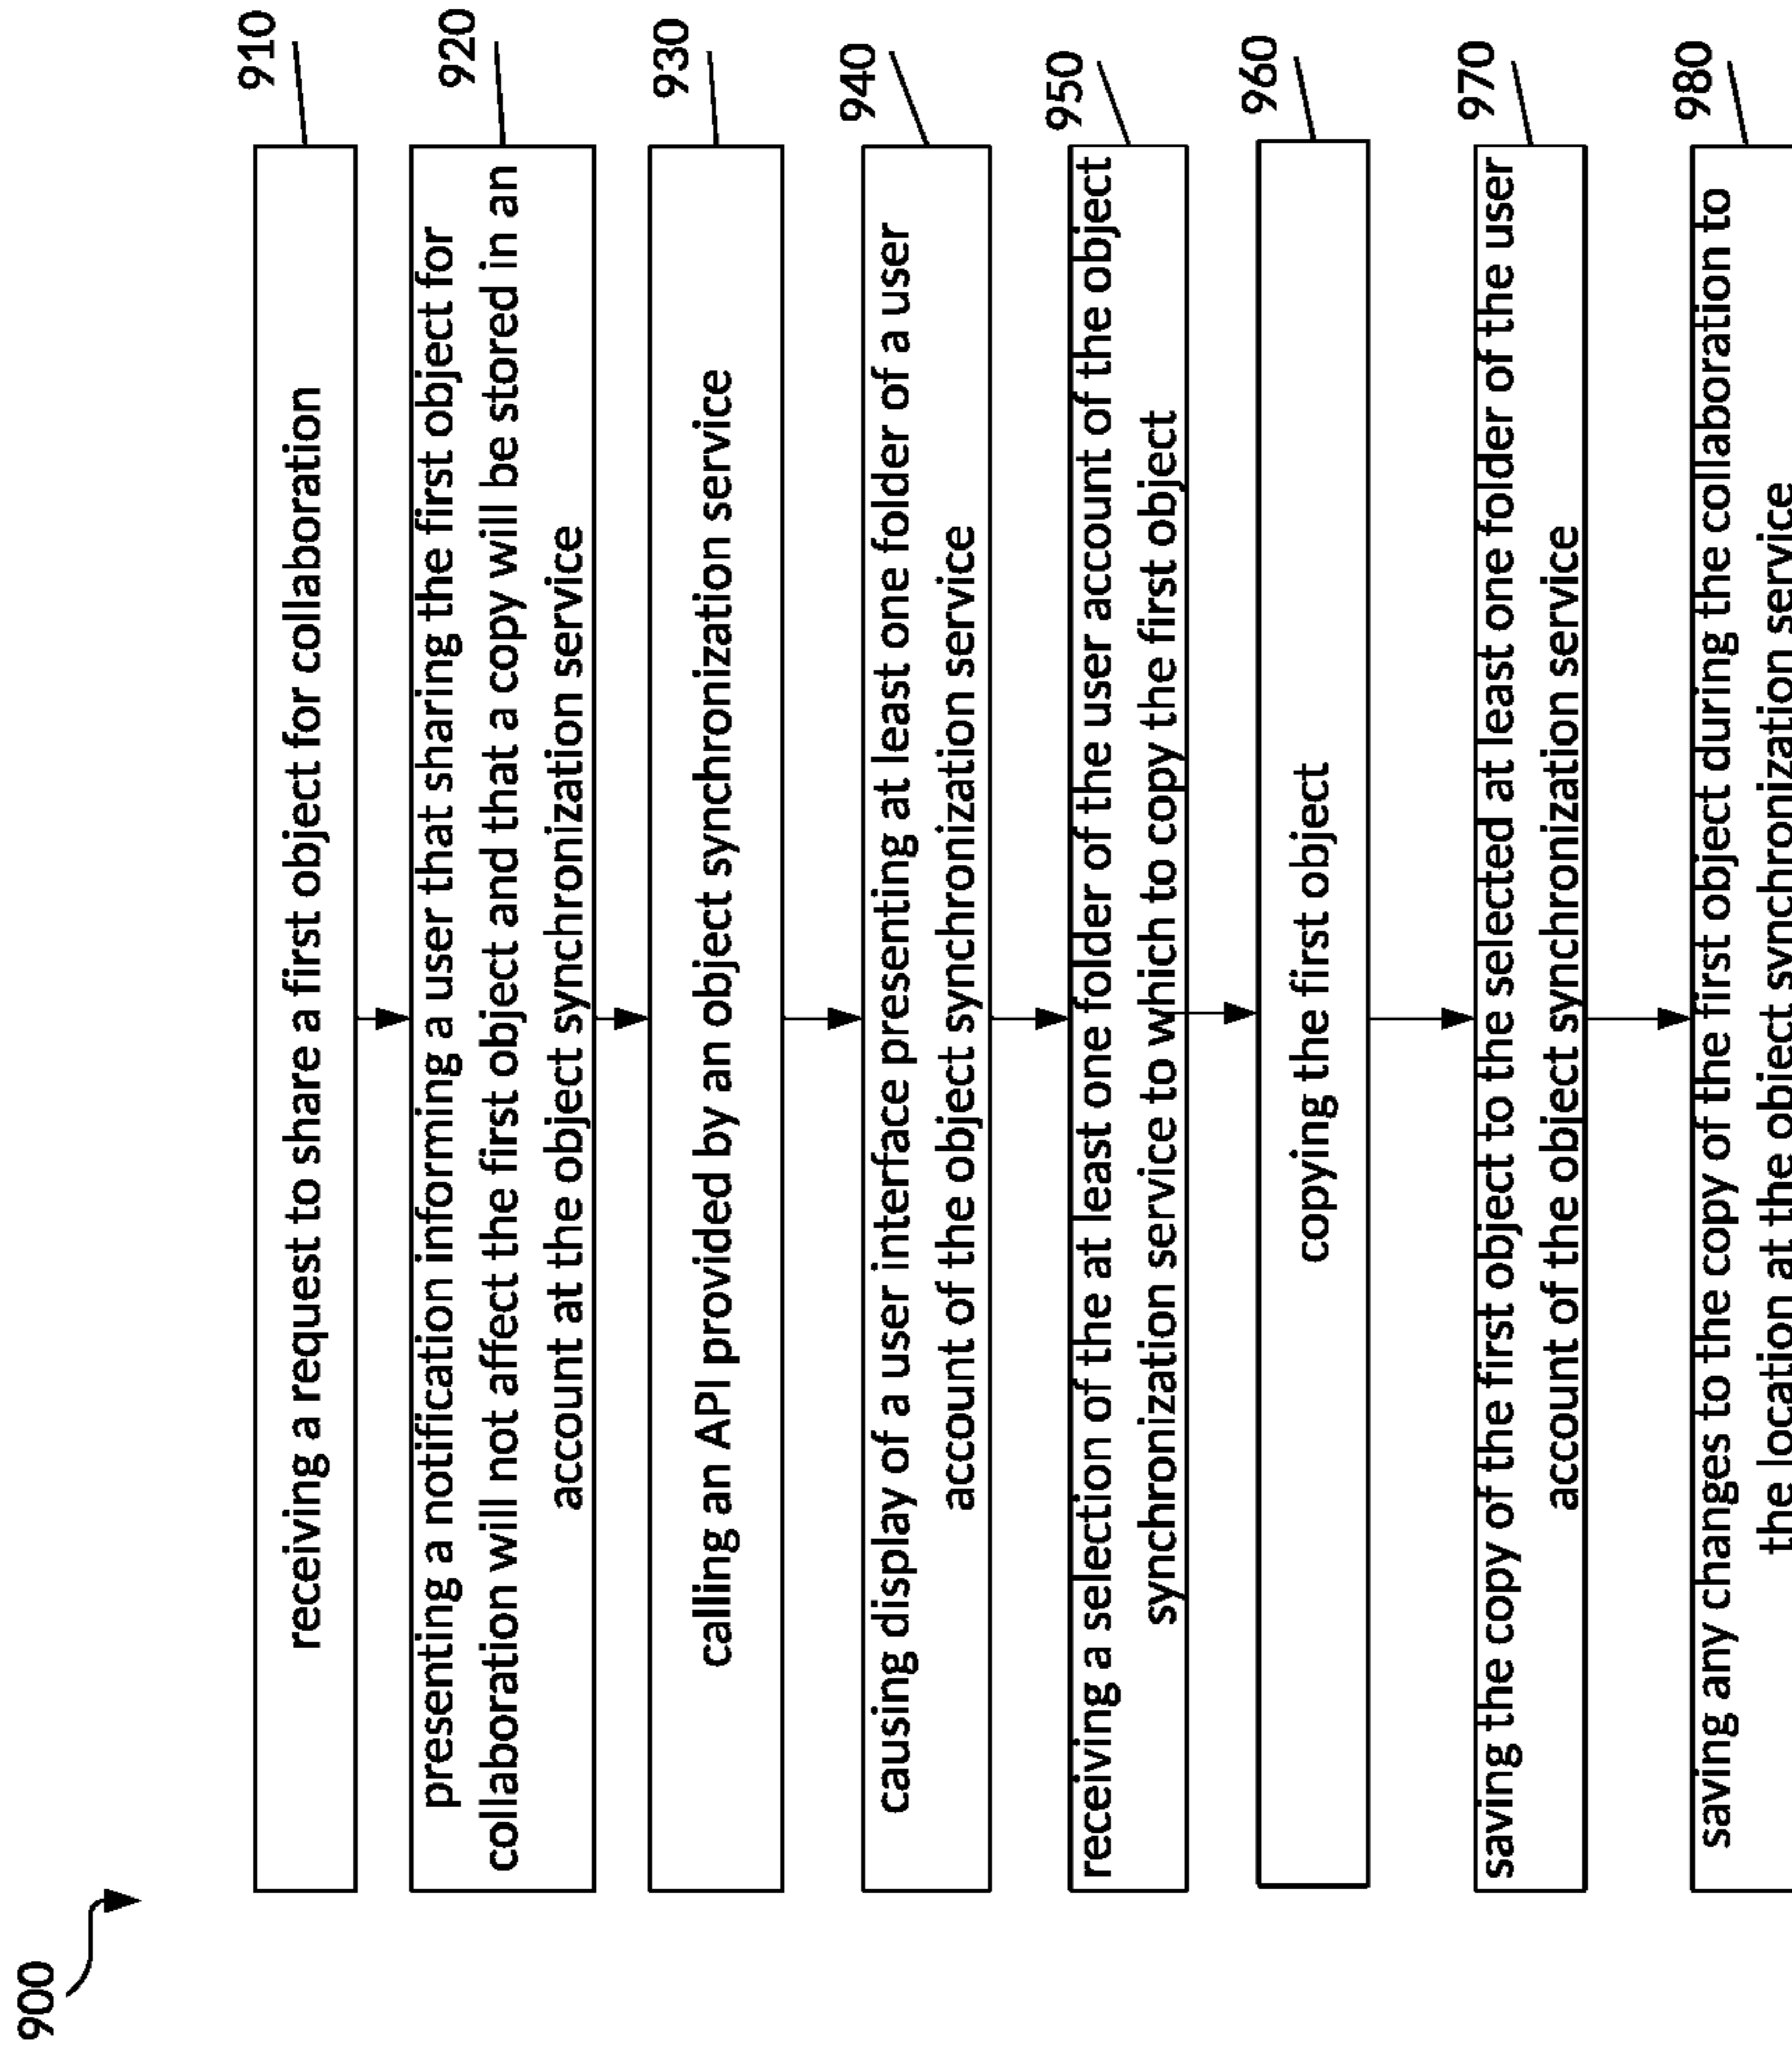 900
910
receiving a request to share a first object for collaboration
920
presenting a notification informing a user that sharing the first object for
collaboration will not affect the first object and that a copy will be stored in an
account at the object synchronization service
930
calling an API provided by an object synchronization service
940
causing display of a user interface presenting at least one folder of a user
account of the object synchronization service
950
receiving a selection of the at least one folder of the user account of the object
synchronization service to which to copy the first object
960
copying the first object
970
saving the copy of the first object to the selected at least one folder of the user
account of the object synchronization service
980
saving any changes to the copy of the first object during the collaboration to
the location at the object synchronization service